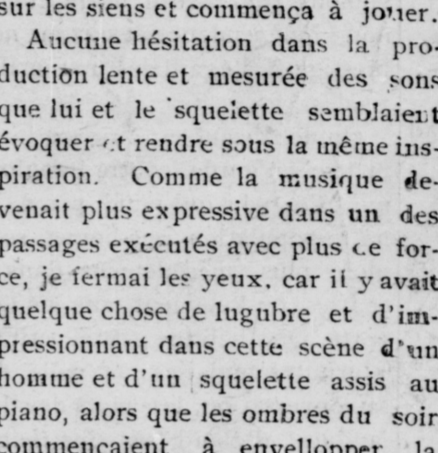 sur les siens et commença à jouer.
Aucune hésitation dans la pro-
duction lente et mesurée des sons
que lui et le squelette semblaient
évoquer et rendre sous la même ins-
piration. Comme la musique de-
venait plus expressive dans un des
passages exécutés avec plus de for-
ce, je fermai les yeux, car il y avait
quelque chose de lugubre et d'im-
pressionnant dans cette scène d'un
homme et d'un squelette assis au
piano, alors que les ombres du soir
commençaient à envelopper la